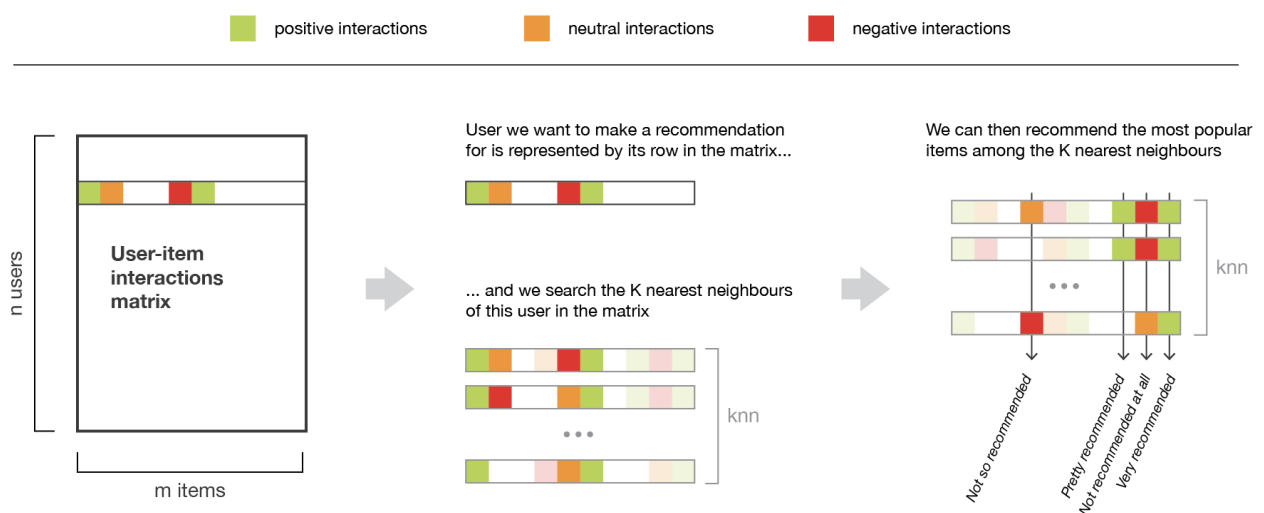 positive interactions
neutral interactions
negative interactions
n users
User-item
interactions
matrix
m items
User we want to make a recommendation
for is represented by its row in the matrix...
... and we search the K nearest neighbours
of this user in the matrix
knn
We can then recommend the most popular
items among the K nearest neighbours
knn
Not so recommended
Pretty recommended
Not recommended at all
Very recommended